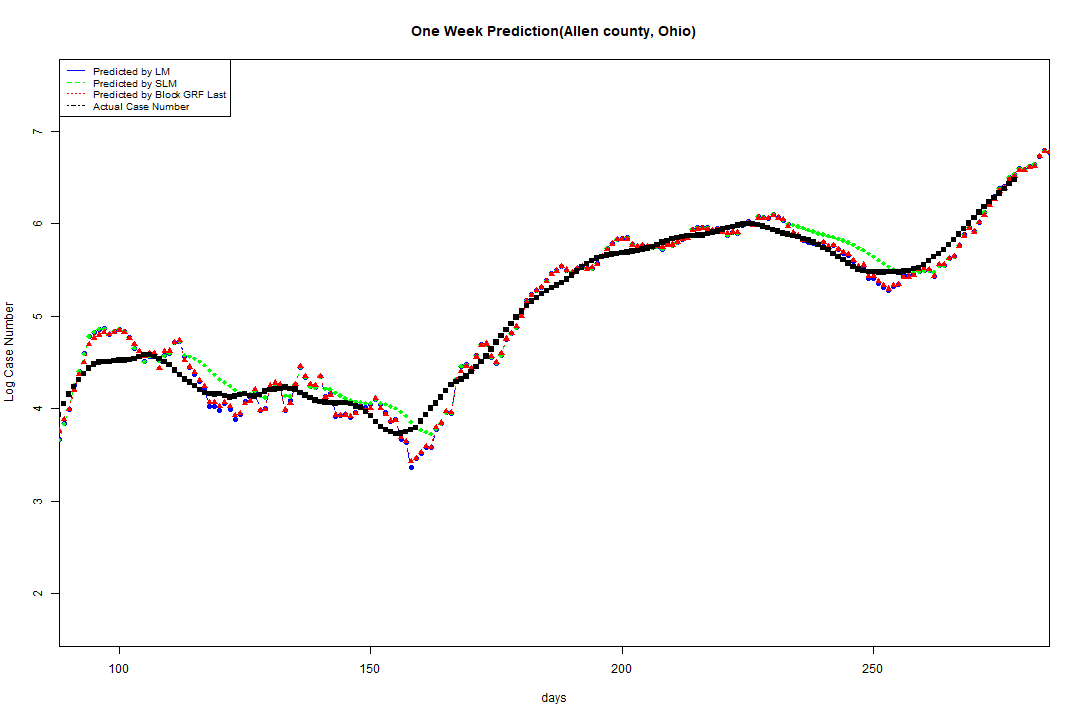 One Week Prediction(Allen county, Ohio)
Predicted by LM
Predicted by SLM
Predicted by Block GRF Last
Actual Case Number
7
6
5
4
3
2
Log Case Number
100 150 200 250
days